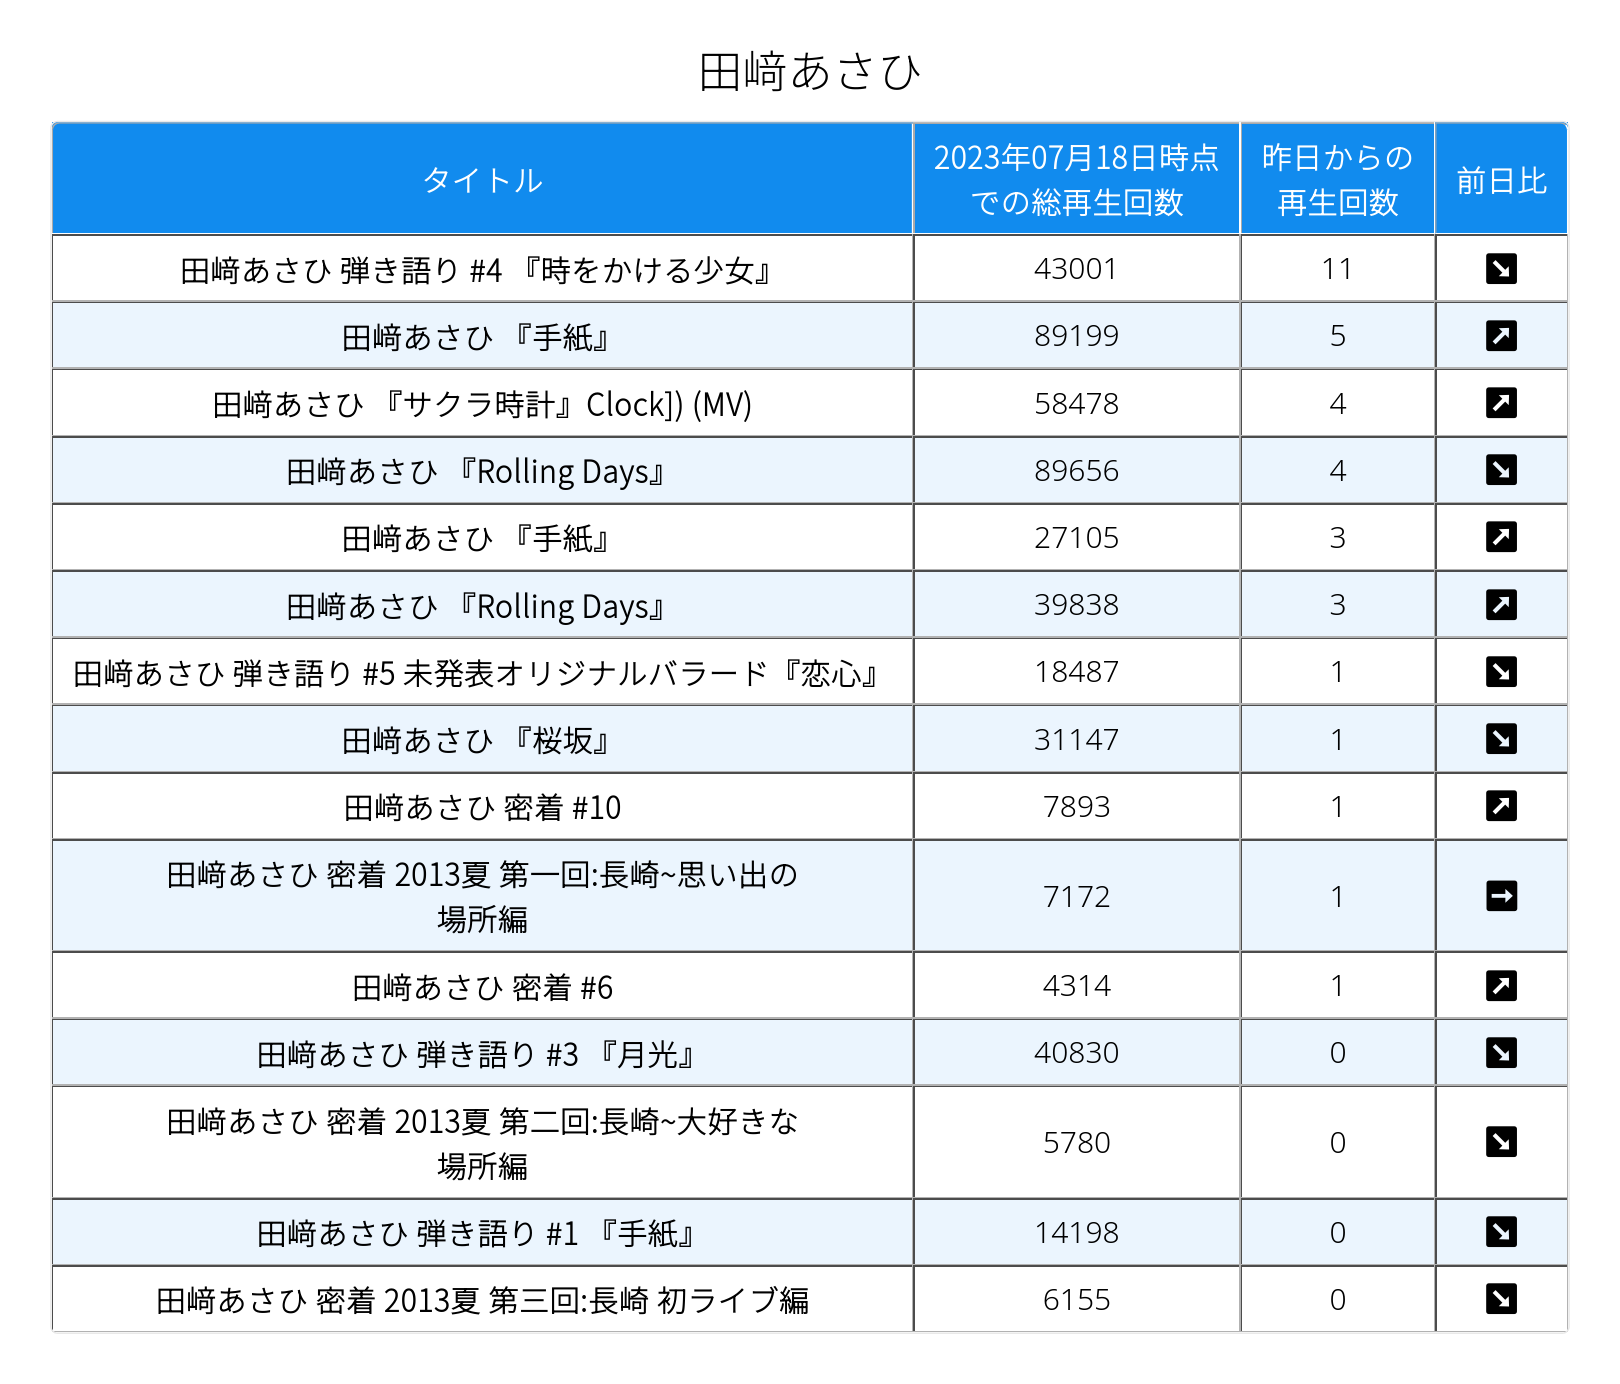 田﨑あさひ
タイトル
2023年07月18日時点
での総再生回数
昨日からの
再生回数
前日比
田﨑あさひ 弾き語り #4 『時をかける少女』 43001 11 ↘
田﨑あさひ 『手紙』 89199 5 ↗
田﨑あさひ 『サクラ時計』Clock]) (MV) 58478 4 ↗
田﨑あさひ 『Rolling Days』 89656 4 ↘
田﨑あさひ 『手紙』 27105 3 ↗
田﨑あさひ 『Rolling Days』 39838 3 ↗
田﨑あさひ 弾き語り #5 未発表オリジナルバラード『恋心』 18487 1 ↘
田﨑あさひ 『桜坂』 31147 1 ↘
田﨑あさひ 密着 #10 7893 1 ↗
田﨑あさひ 密着 2013夏 第一回:長崎~思い出の
場所編 7172 1 →
田﨑あさひ 密着 #6 4314 1 ↗
田﨑あさひ 弾き語り #3 『月光』 40830 0 ↘
田﨑あさひ 密着 2013夏 第二回:長崎~大好きな
場所編 5780 0 ↘
田﨑あさひ 弾き語り #1 『手紙』 14198 0 ↘
田﨑あさひ 密着 2013夏 第三回:長崎 初ライブ編 6155 0 ↘